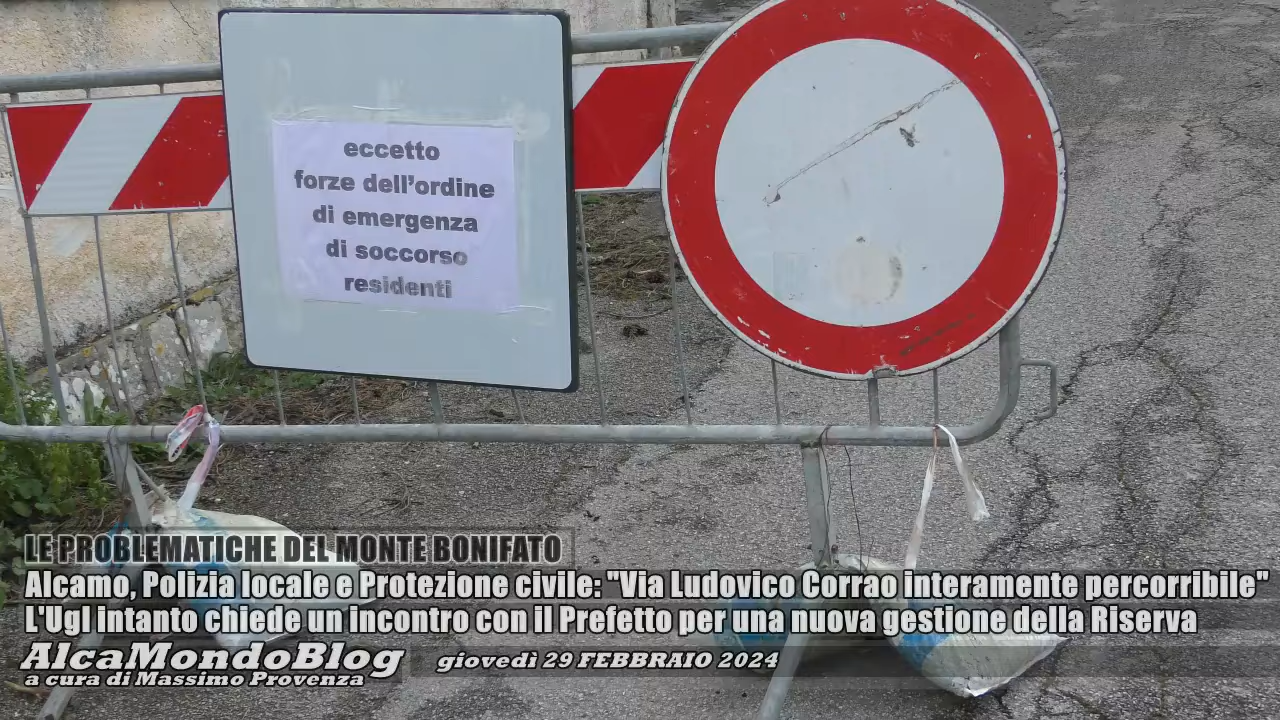 eccetto
forze dell'ordine
di emergenza
di soccorso
residenti
LE PROBLEMATICHE DEL MONTE BONIFATO
Alcamo, Polizia locale e Protezione civile: "Via Ludovico Corrao interamente percorribile"
L'Ugl intanto chiede un incontro con il Prefetto per una nuova gestione della Riserva
AlcaMondoBlog
giovedì 29 FEBBRAIO 2024
a cura di Massimo Provenza